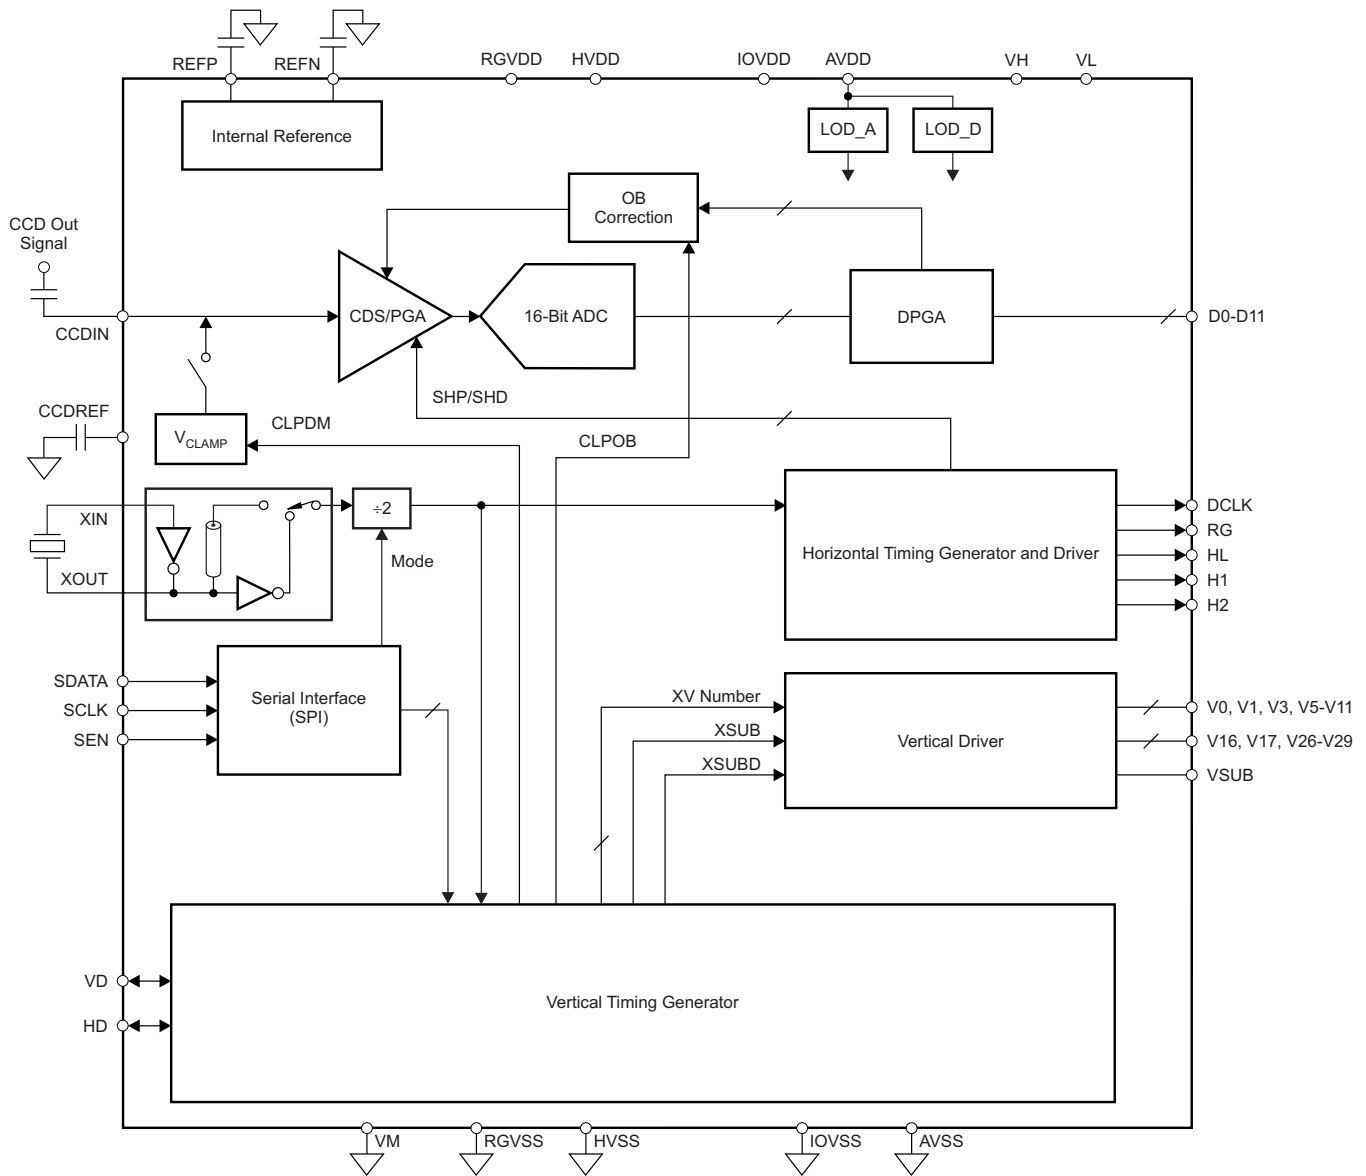 REFP
REFN
RGVDD
HVDD
IOVDD
AVDD
VH
VL
Internal Reference
LOD_A
LOD_D
OB
Correction
CCD Out
Signal
CDS/PGA
16-Bit ADC
DPGA
D0-D11
CCDIN
SHP/SHD
CCDREF
VCLAMP
CLPDM
CLPOB
XIN
÷2
DCLK
RG
Horizontal Timing Generator and Driver
HL
Mode
XOUT
H1
H2
SDATA
Serial Interface
(SPI)
SCLK
SEN
XV Number
V0, V1, V3, V5-V11
XSUB
Vertical Driver
V16, V17, V26-V29
XSUBD
VSUB
VD
Vertical Timing Generator
HD
VM
RGVSS
HVSS
IOVSS
AVSS